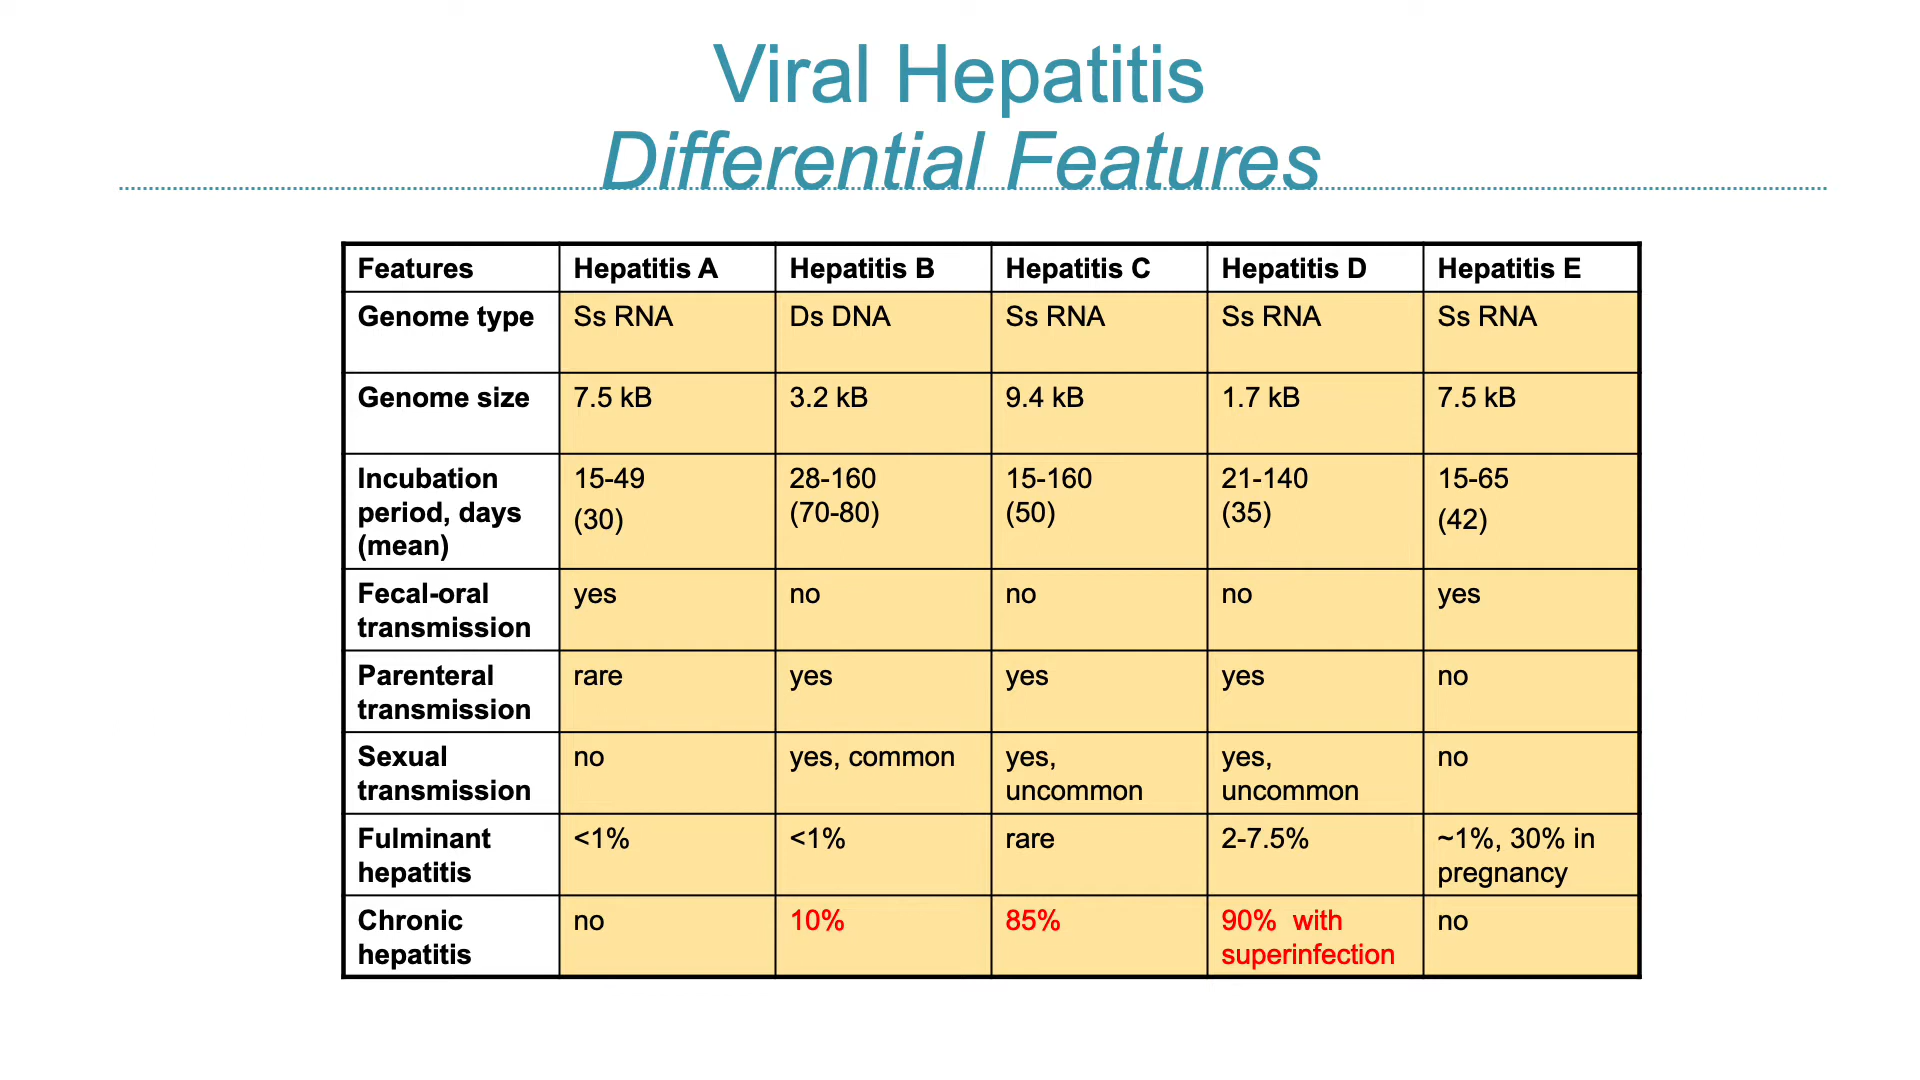 Viral Hepatitis
Differential Features
Features Hepatitis A Hepatitis B Hepatitis C Hepatitis D Hepatitis E
Genome type Ss RNA Ds DNA Ss RNA Ss RNA Ss RNA
Genome size 7.5 kB 3.2 kB 9.4 kB 1.7 kB 7.5 kB
Incubation 15-49 28-160 15-160 21-140 15-65
period, days (30) (70-80) (50) (35) (42)
(mean)
Fecal-oral yes no no no yes
transmission
Parenteral rare yes yes yes no
transmission
Sexual no yes, common yes, yes, no
transmission uncommon uncommon
Fulminant <1% <1% rare 2-7.5% ~1%, 30% in
hepatitis pregnancy
Chronic no 10% 85% 90% with no
hepatitis superinfection